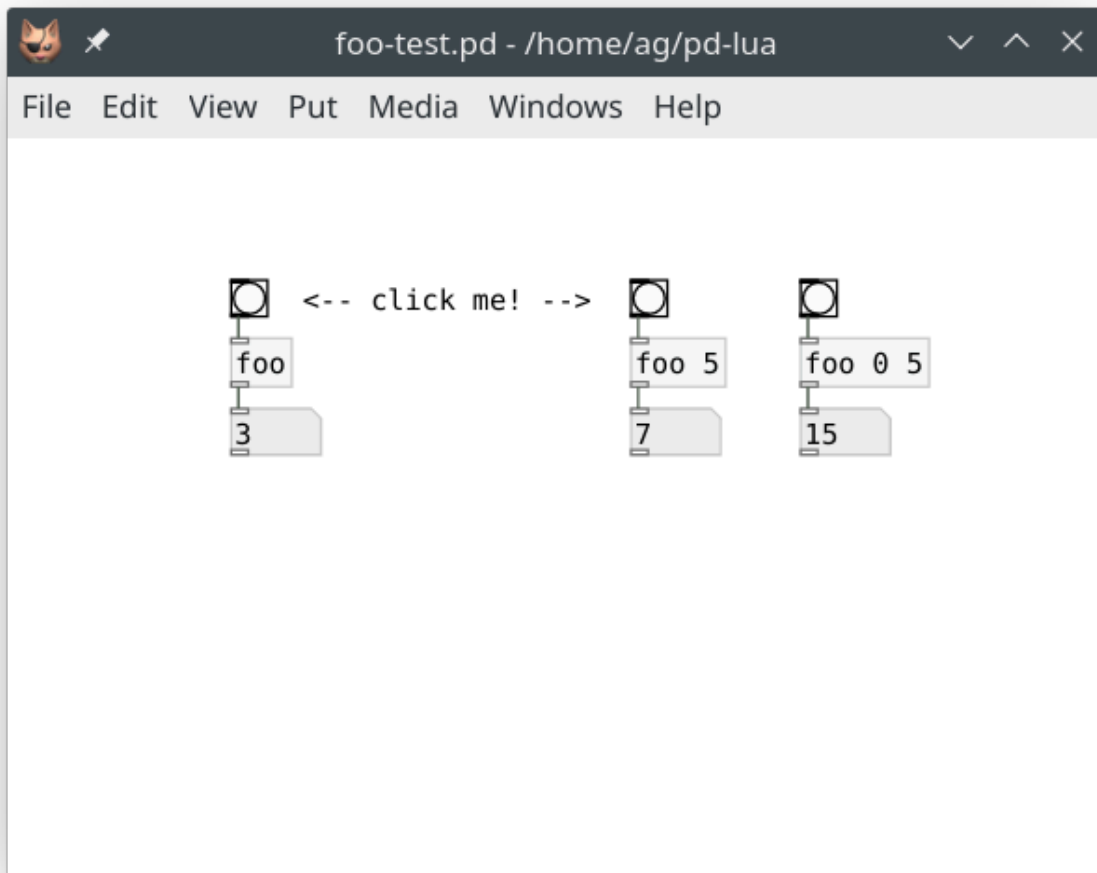 foo-test.pd - /home/ag/pd-lua
File Edit View Put Media Windows Help
<-- click me! -->
foo foo 5 foo 0 5
3 7 15